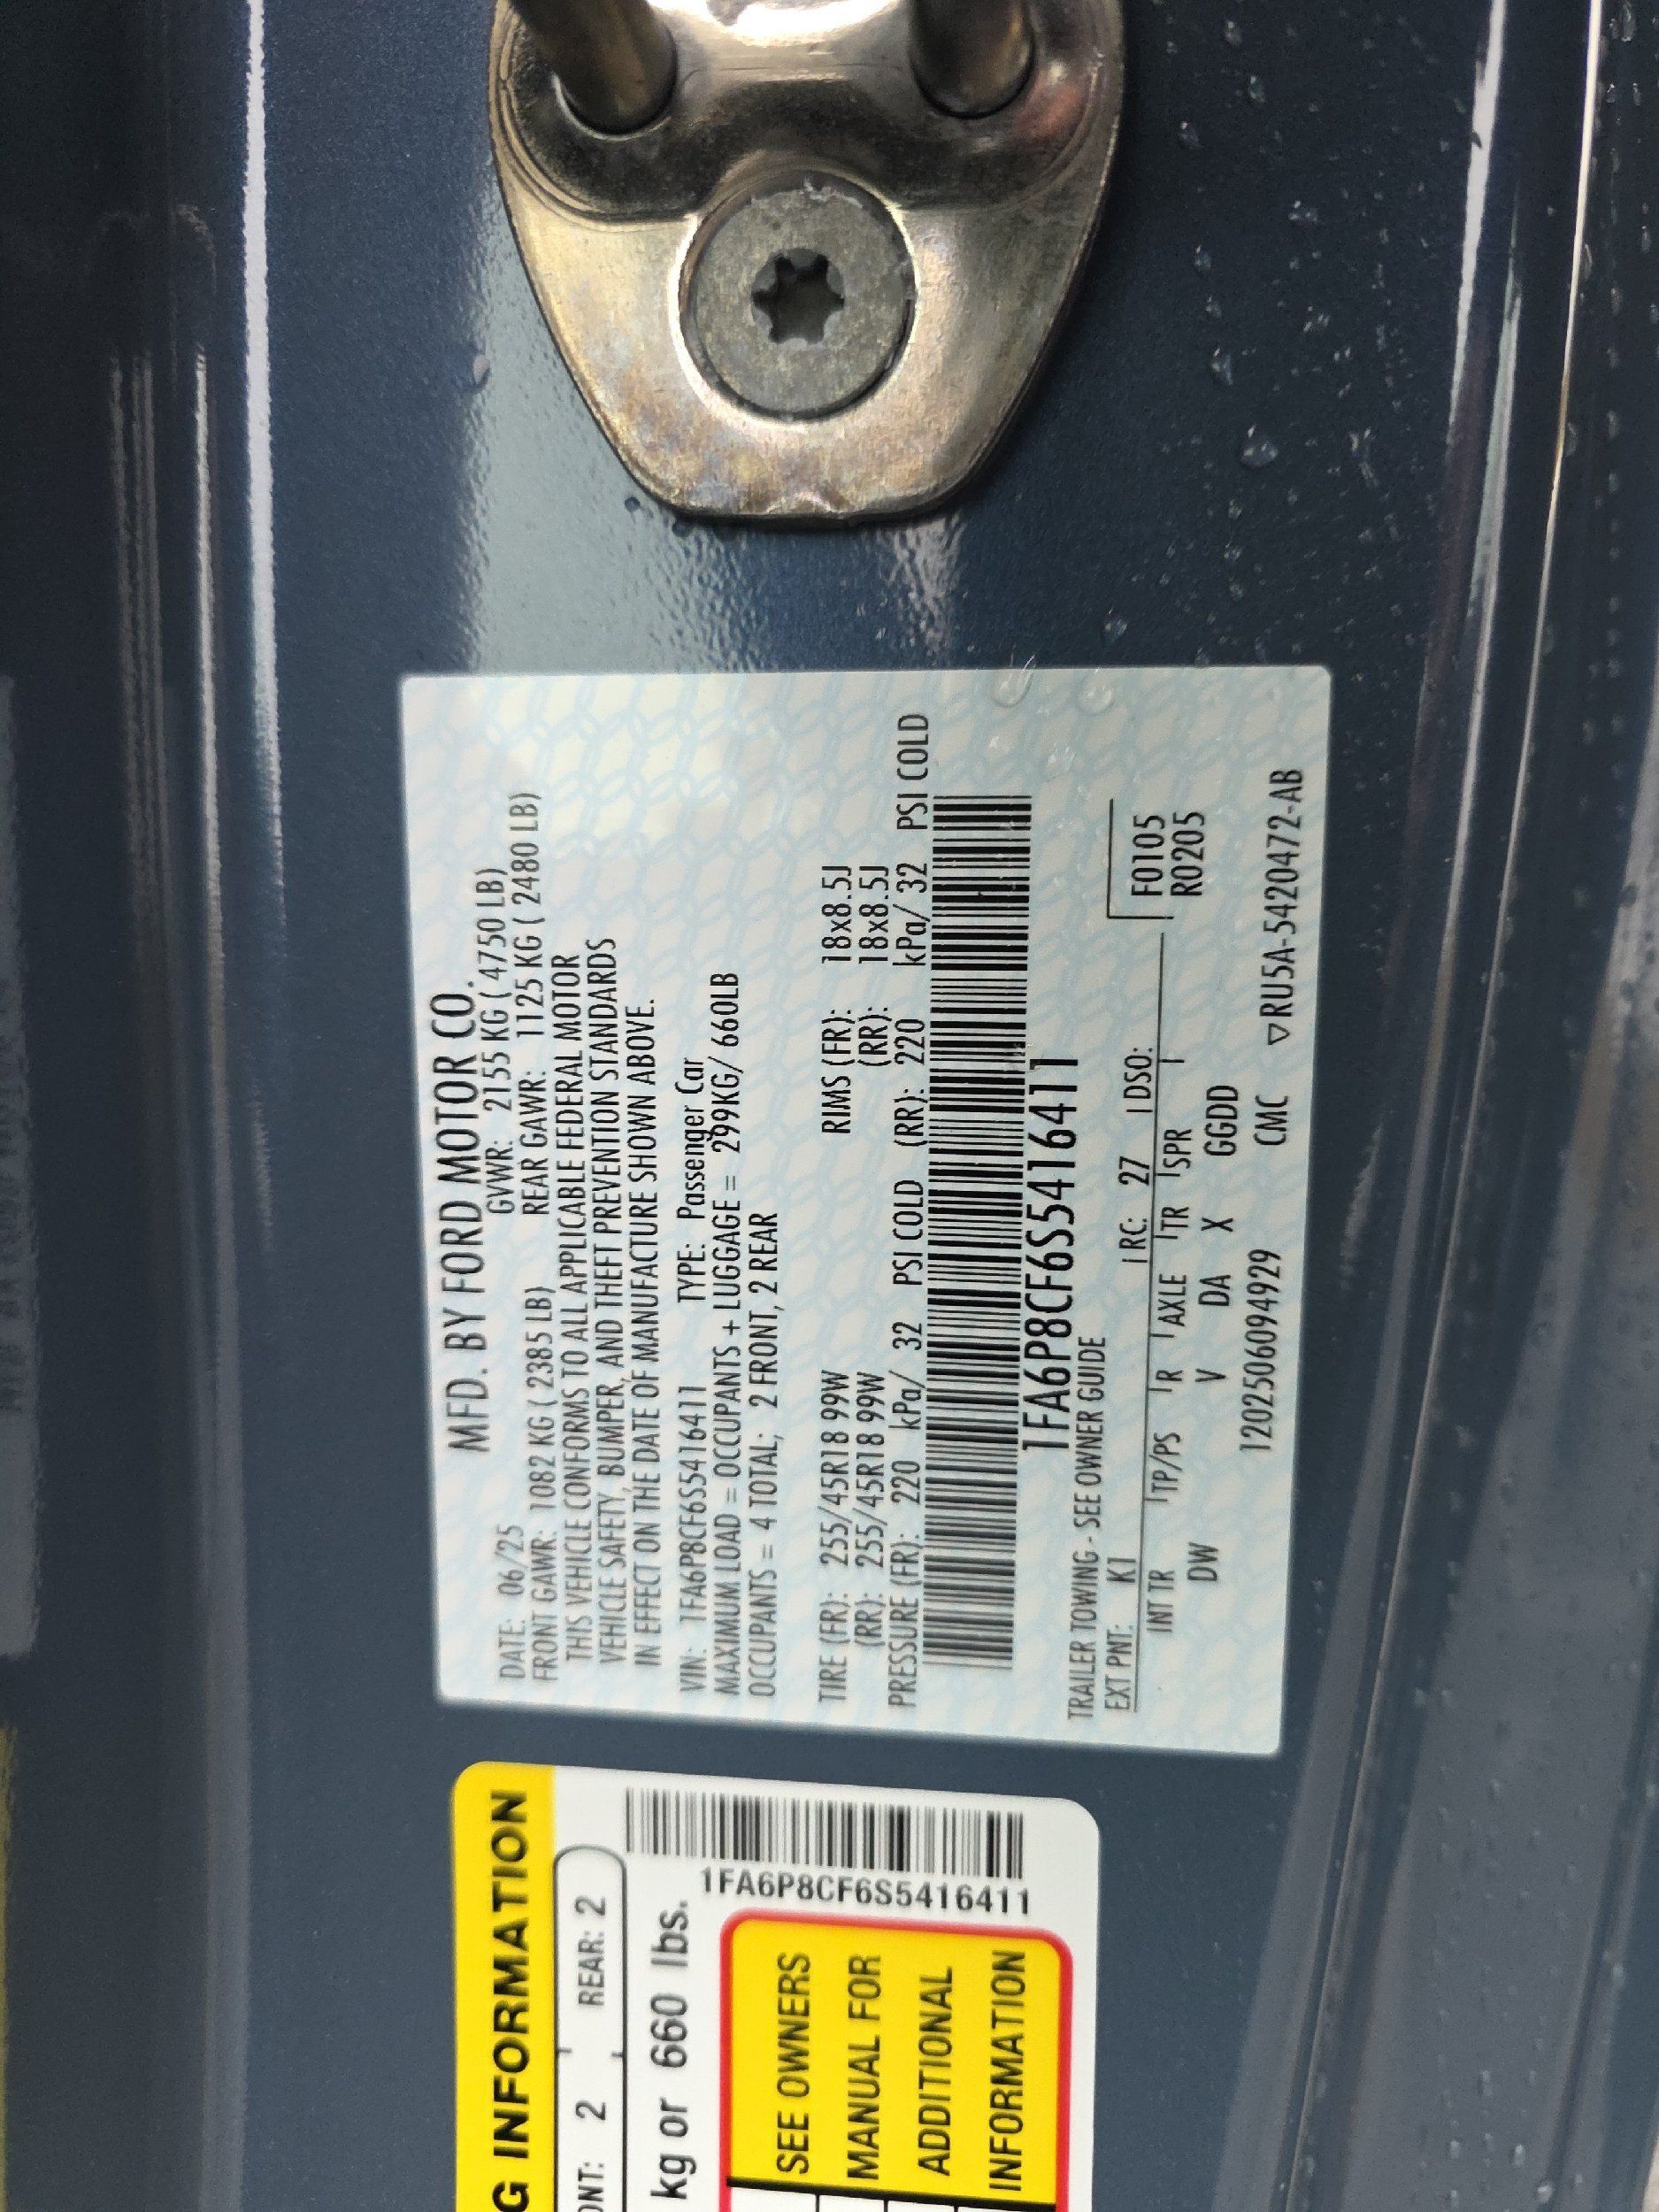 MFD. BY FORD MOTOR CO.
DATE: 06/25 GVWR: 2155 KG ( 4750 LB)
FRONT GAWR: 1082 KG ( 2385 LB) REAR GAWR: 1125 KG ( 2480 LB)
THIS VEHICLE CONFORMS TO ALL APPLICABLE FEDERAL MOTOR
VEHICLE SAFETY, BUMPER, AND THEFT PREVENTION STANDARDS
IN EFFECT ON THE DATE OF MANUFACTURE SHOWN ABOVE.
VIN: 1FA6P8CF6S5416411 TYPE: Passenger Car
MAXIMUM LOAD = OCCUPANTS + LUGGAGE = 299KG/ 660LB
OCCUPANTS = 4 TOTAL; 2 FRONT, 2 REAR
TIRE (FR): 255/45R18 99W RIMS (FR): 18x8.5J
(RR): 255/45R18 99W (RR): 18x8.5J
PRESSURE (FR): 220 kPa/ 32 PSI COLD (RR): 220 kPa/ 32 PSI COLD
1FA6P8CF6S5416411
TRAILER TOWING - SEE OWNER GUIDE
EXT PNT: K1 RC: 27 DSO:
F0105
R0205
INT TR TP/PS R AXLE TR SPR
DW V DA X GGDD
1202506094929 CMC ▽RU5A-5420472-AB
G INFORMATION
ONT: 2 REAR: 2
kg or 660 lbs.
1FA6P8CF6S5416411
SEE OWNERS
MANUAL FOR
ADDITIONAL
INFORMATION